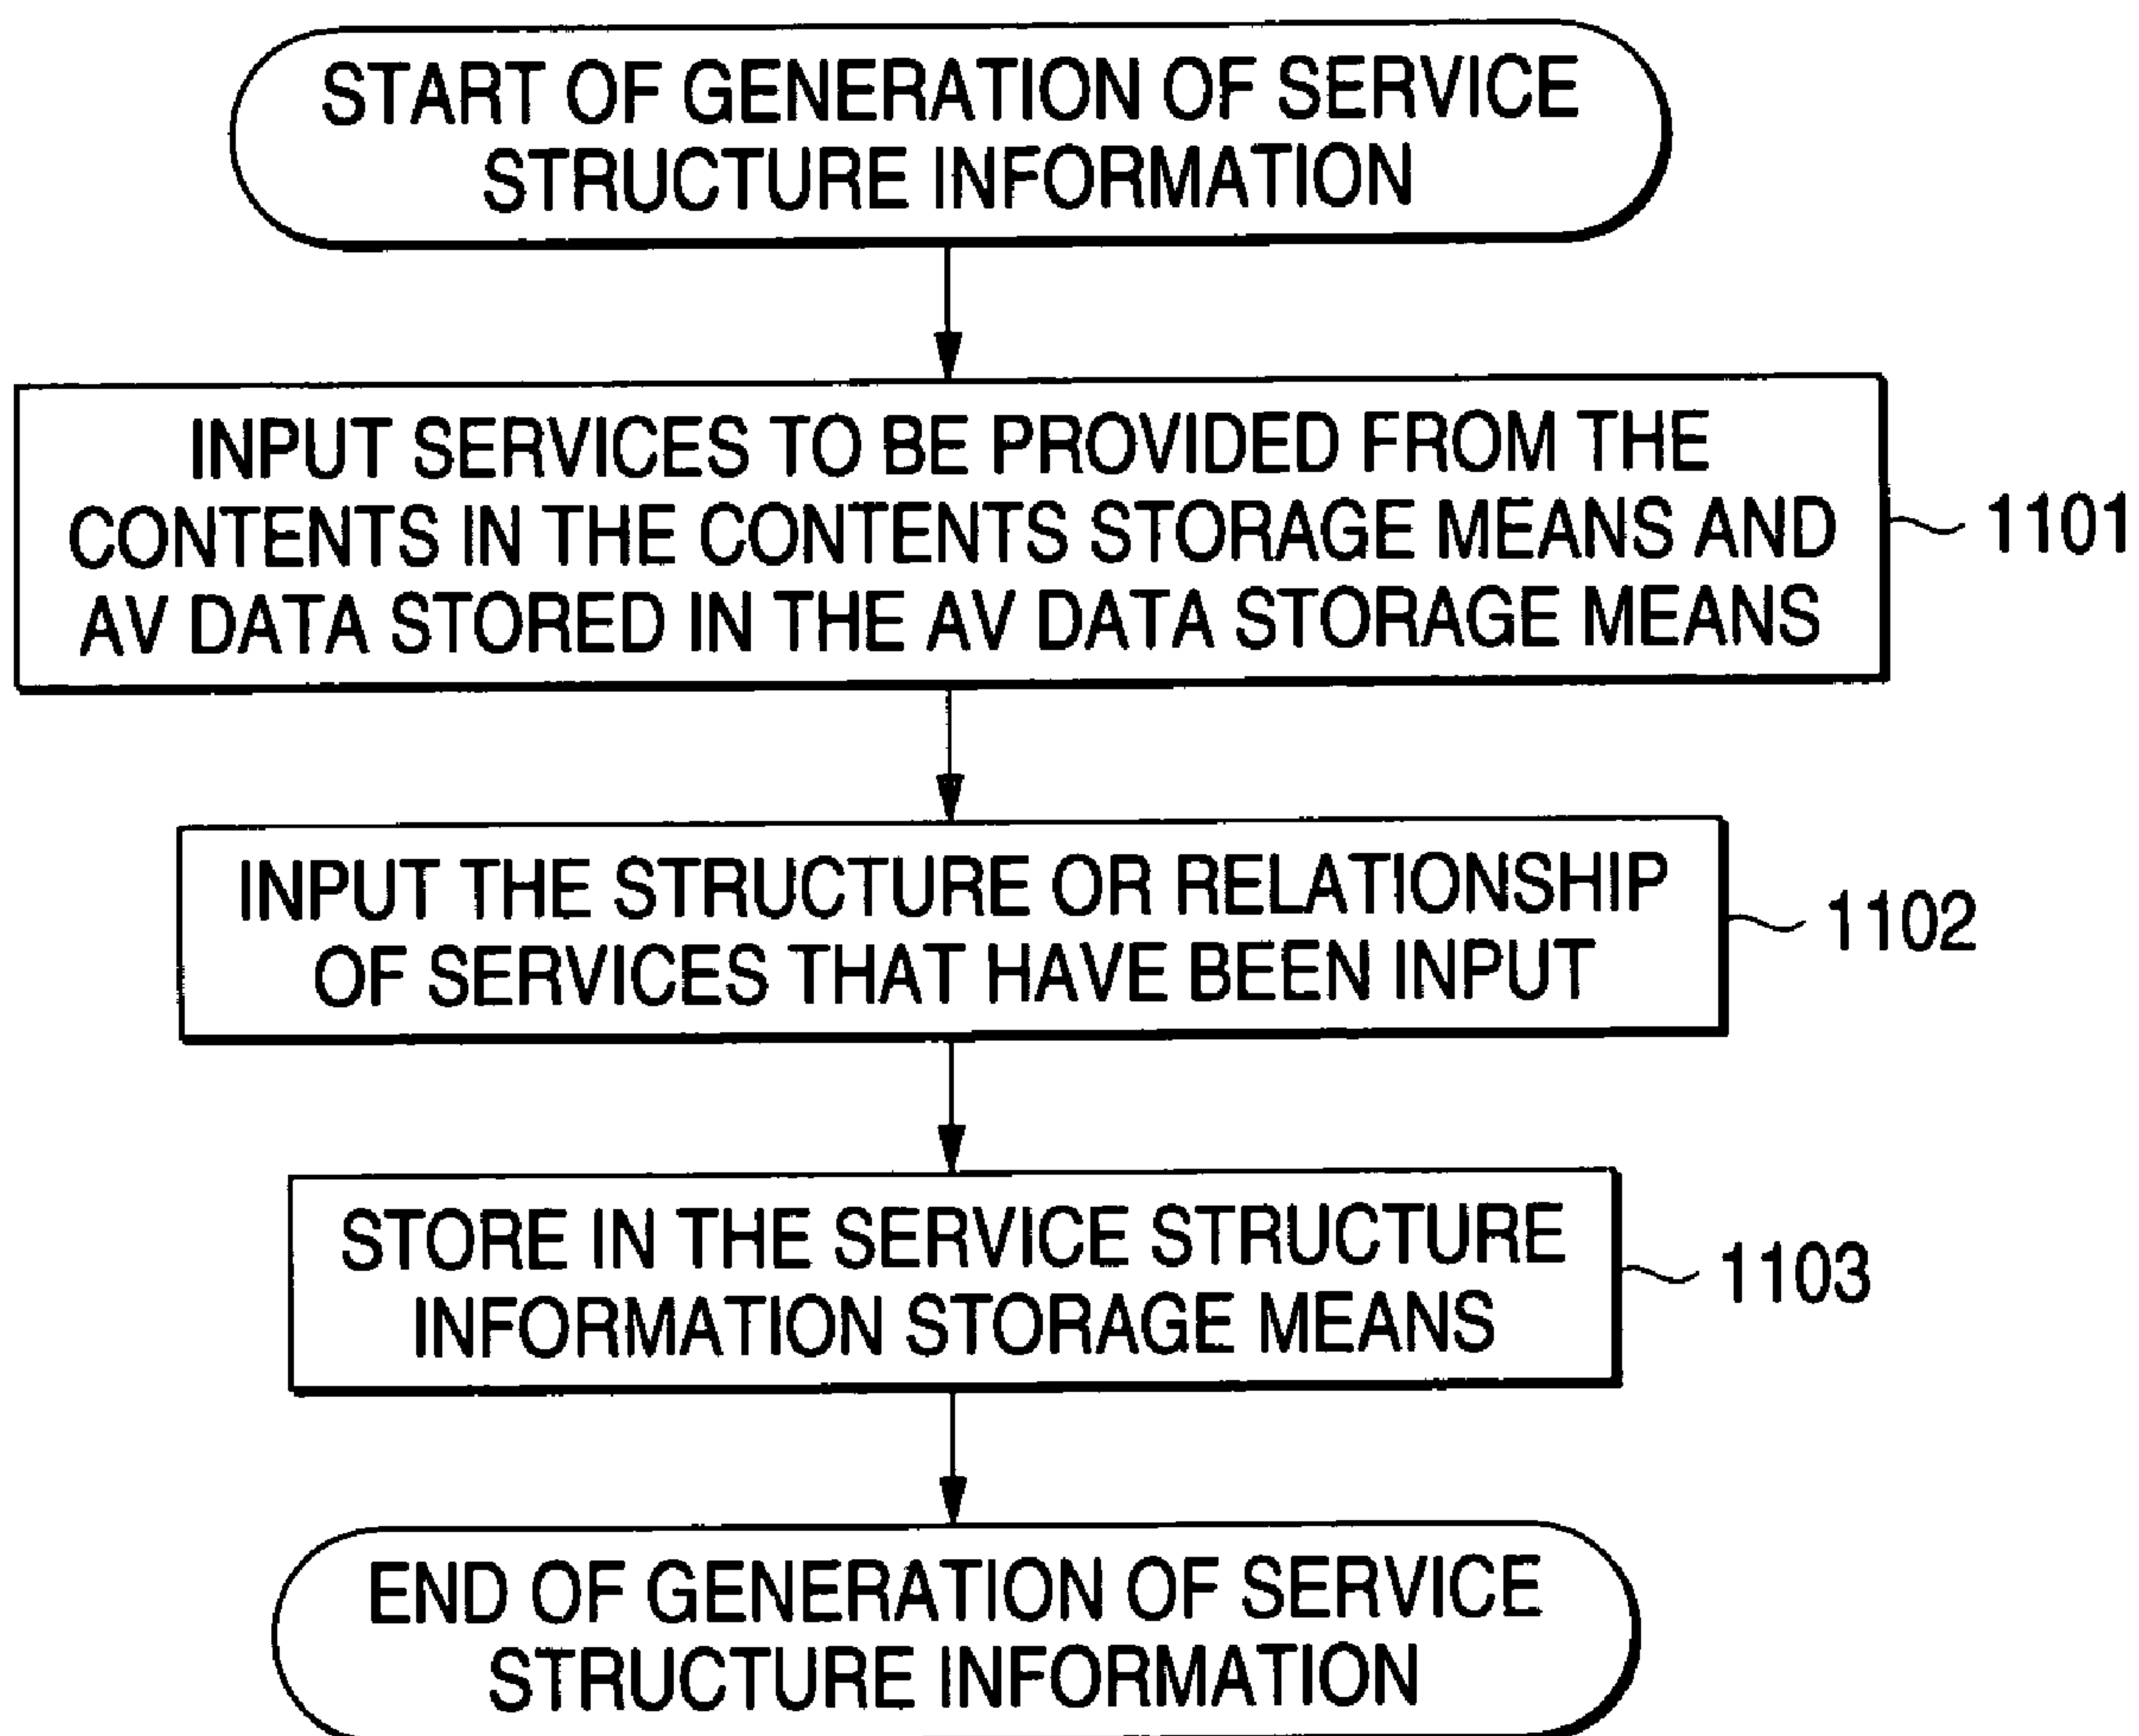 START OF GENERATION OF SERVICE
STRUCTURE INFORMATION
INPUT SERVICES TO BE PROVIDED FROM THE
CONTENTS IN THE CONTENTS STORAGE MEANS AND
AV DATA STORED IN THE AV DATA STORAGE MEANS
1101
INPUT THE STRUCTURE OR RELATIONSHIP
OF SERVICES THAT HAVE BEEN INPUT
1102
STORE IN THE SERVICE STRUCTURE
INFORMATION STORAGE MEANS
1103
END OF GENERATION OF SERVICE
STRUCTURE INFORMATION